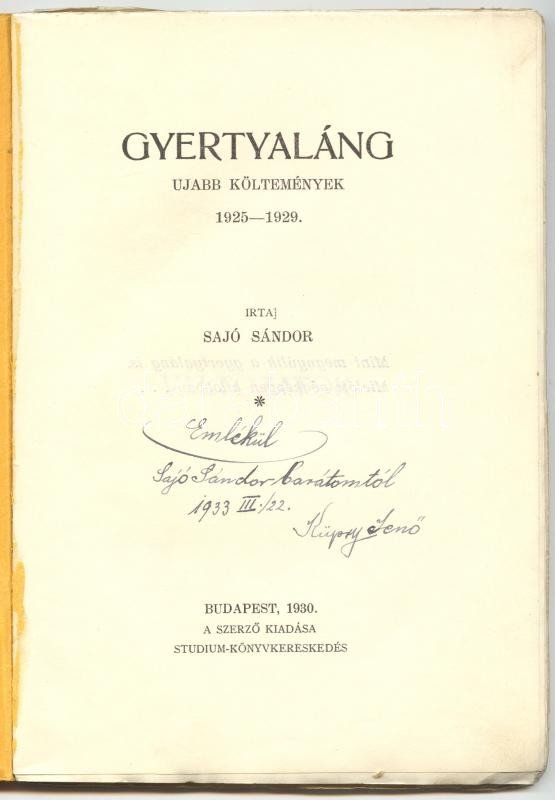 GYERTYALÁNG
UJABB KÖLTEMÉNYEK
1925—1929.
IRTA
SAJÓ SÁNDOR
*
Emlékül
Sajó Sándor barátomtól
1933 III./22.
Jenő
BUDAPEST, 1930.
A SZERZŐ KIADÁSA
STUDIUM-KÖNYVKERESKEDÉS